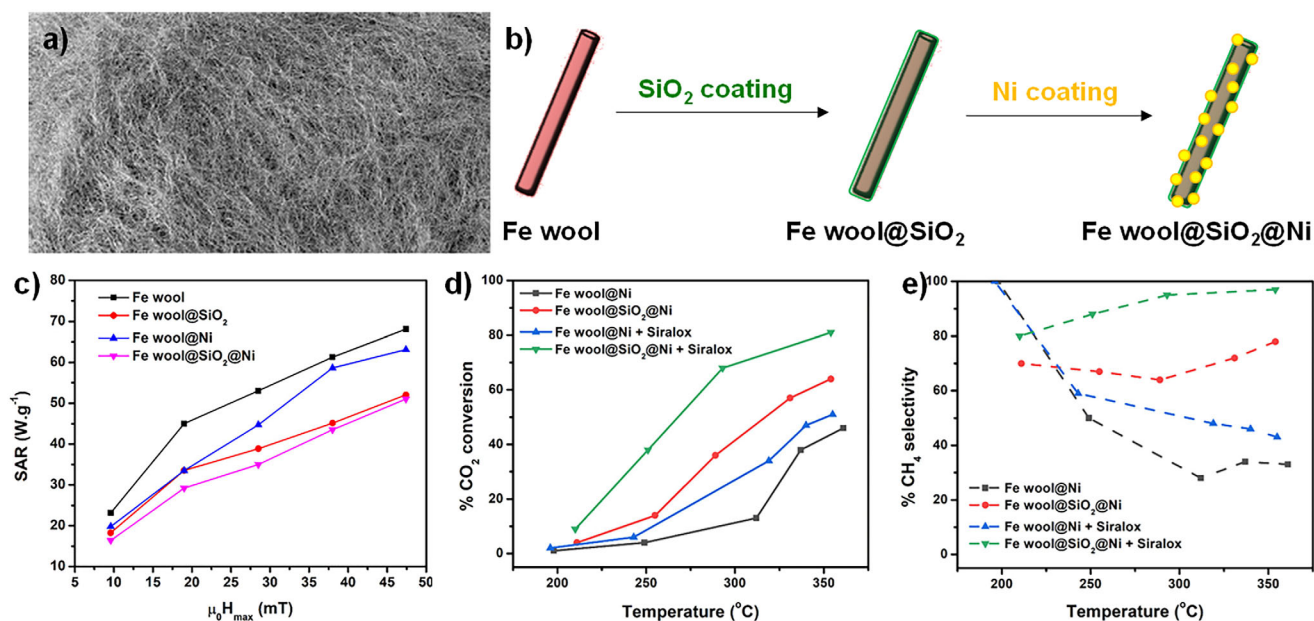 a)
b)
SiO2 coating
Ni coating
Fe wool
Fe wool@SiO2
Fe wool@SiO2@Ni
c)
80
70
60
50
40
30
20
10
SAR (W.g-1)
Fe wool
Fe wool@SiO2
Fe wool@Ni
Fe wool@SiO2@Ni
5 10 15 20 25 30 35 40 45 50
μ0Hmax (mT)
d)
100
80
60
40
20
0
% CO2 conversion
Fe wool@Ni
Fe wool@SiO2@Ni
Fe wool@Ni + Siralox
Fe wool@SiO2@Ni + Siralox
200 250 300 350
Temperature (oC)
e)
100
80
60
40
20
0
% CH4 selectivity
Fe wool@Ni
Fe wool@SiO2@Ni
Fe wool@Ni + Siralox
Fe wool@SiO2@Ni + Siralox
200 250 300 350
Temperature (oC)